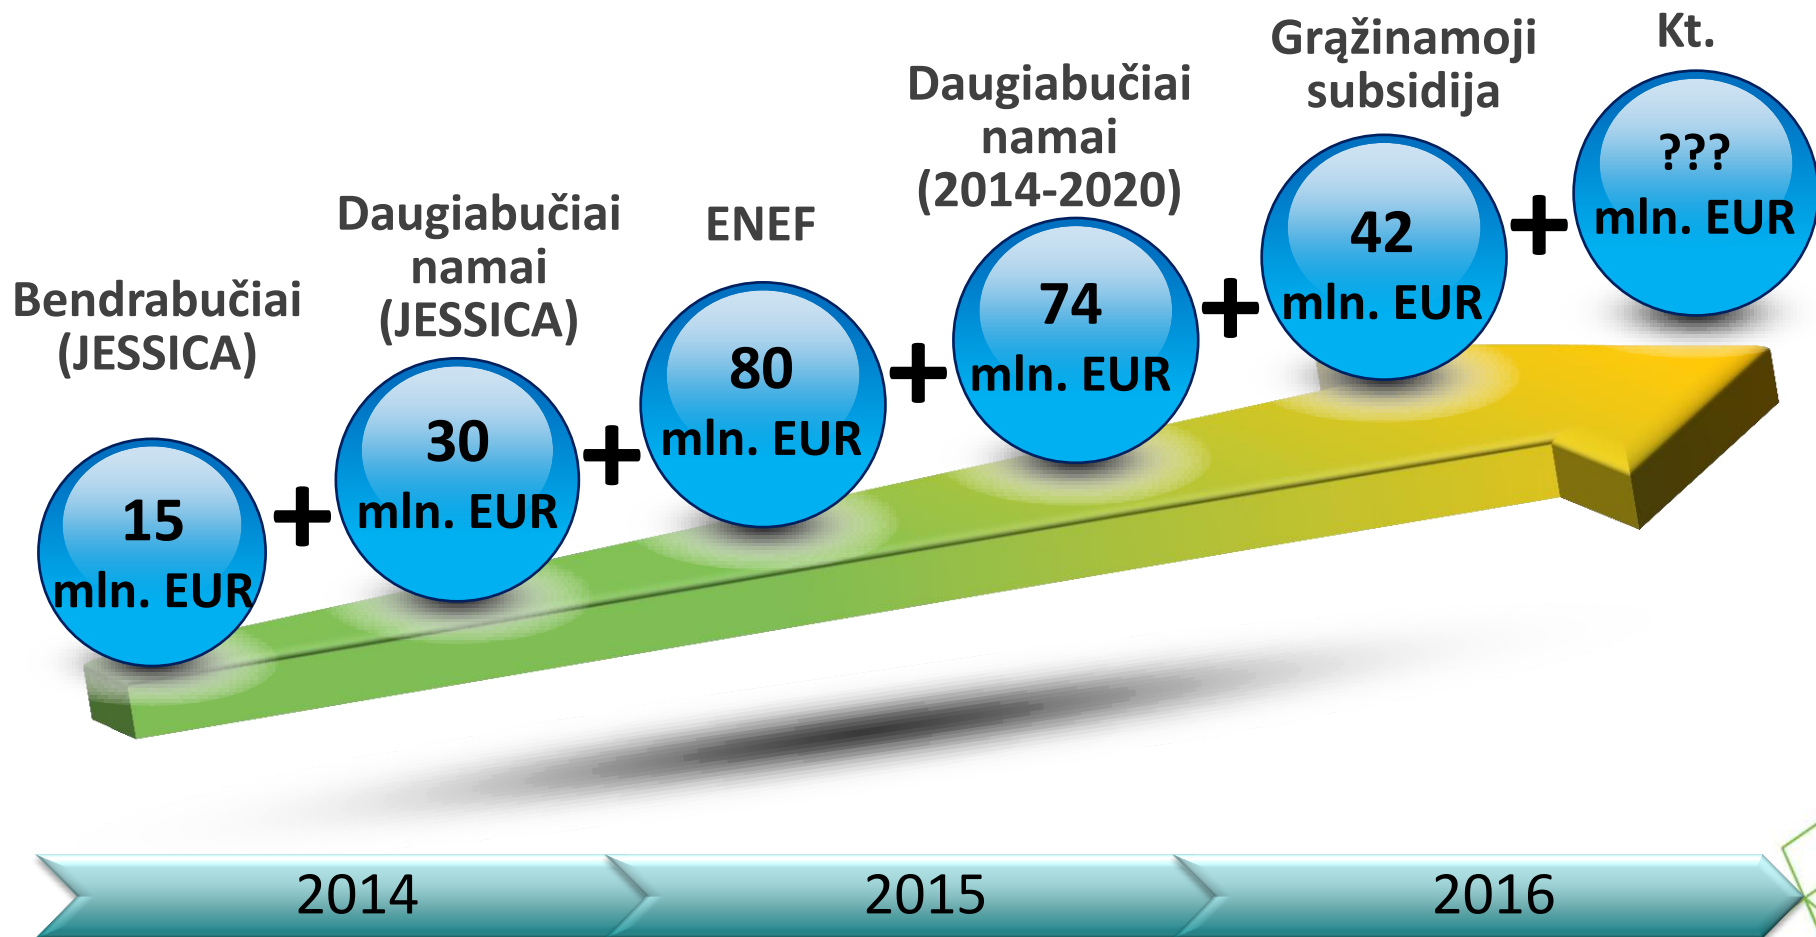 Bendrabučiai
(JESSICA)
15
mln. EUR
+
Daugiabučiai
namai
(JESSICA)
30
mln. EUR
+
ENEF
80
mln. EUR
+
Daugiabučiai
namai
(2014-2020)
74
mln. EUR
+
Grąžinamoji
subsidija
42
mln. EUR
+
Kt.
???
mln. EUR
2014
2015
2016